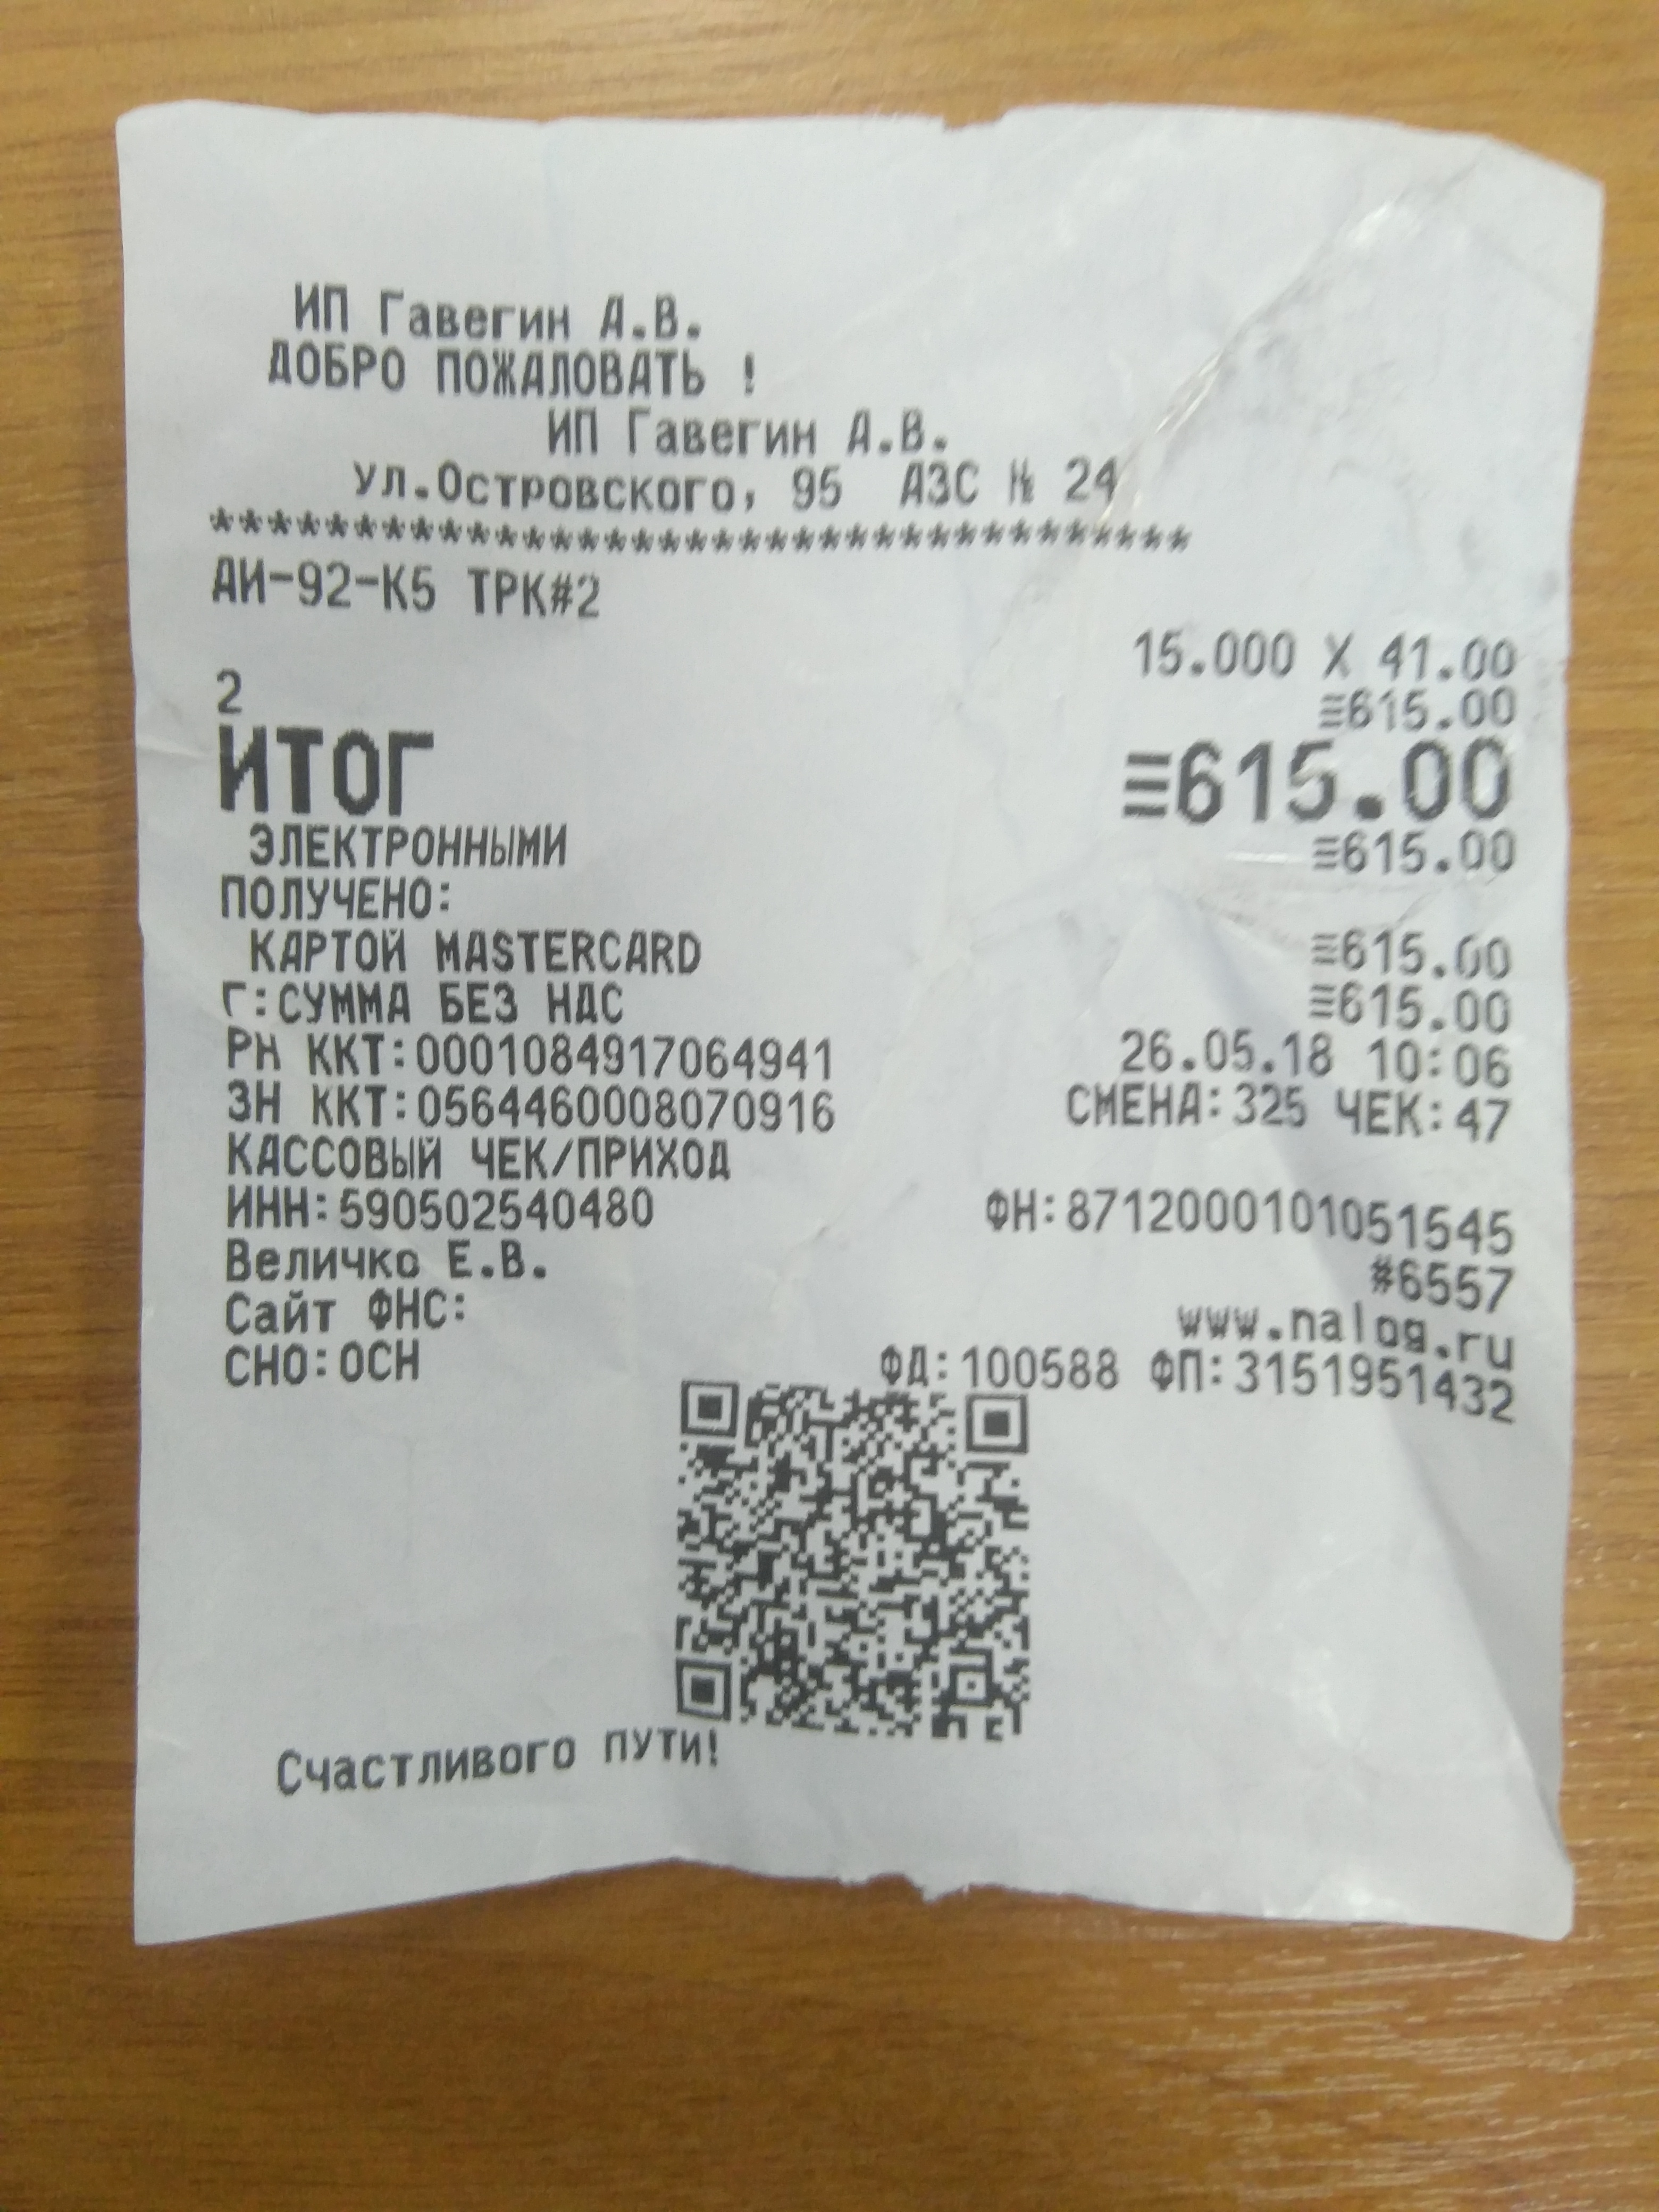 ИП Гавегин А.В.
ДОБРО ПОЖАЛОВАТЬ !
ИП Гавегин А.В.
ул.Островского, 95 АЗС № 24
************************************
АИ-92-К5 ТРК#2
15.000 X 41.00
2 ≡615.00
ИТОГ ≡615.00
ЭЛЕКТРОННЫМИ ≡615.00
ПОЛУЧЕНО:
КАРТОЙ MASTERCARD ≡615.00
Г:СУММА БЕЗ НДС ≡615.00
РН ККТ:0001084917064941 26.05.18 10:06
ЗН ККТ:0564460008070916 СМЕНА:325 ЧЕК:47
КАССОВЫЙ ЧЕК/ПРИХОД
ИНН:590502540480 ФН:8712000101051545
Величко Е.В. #6557
Сайт ФНС: www.nalog.ru
СНО:ОСН ФД:100588 ФП:3151951432
Счастливого пути!